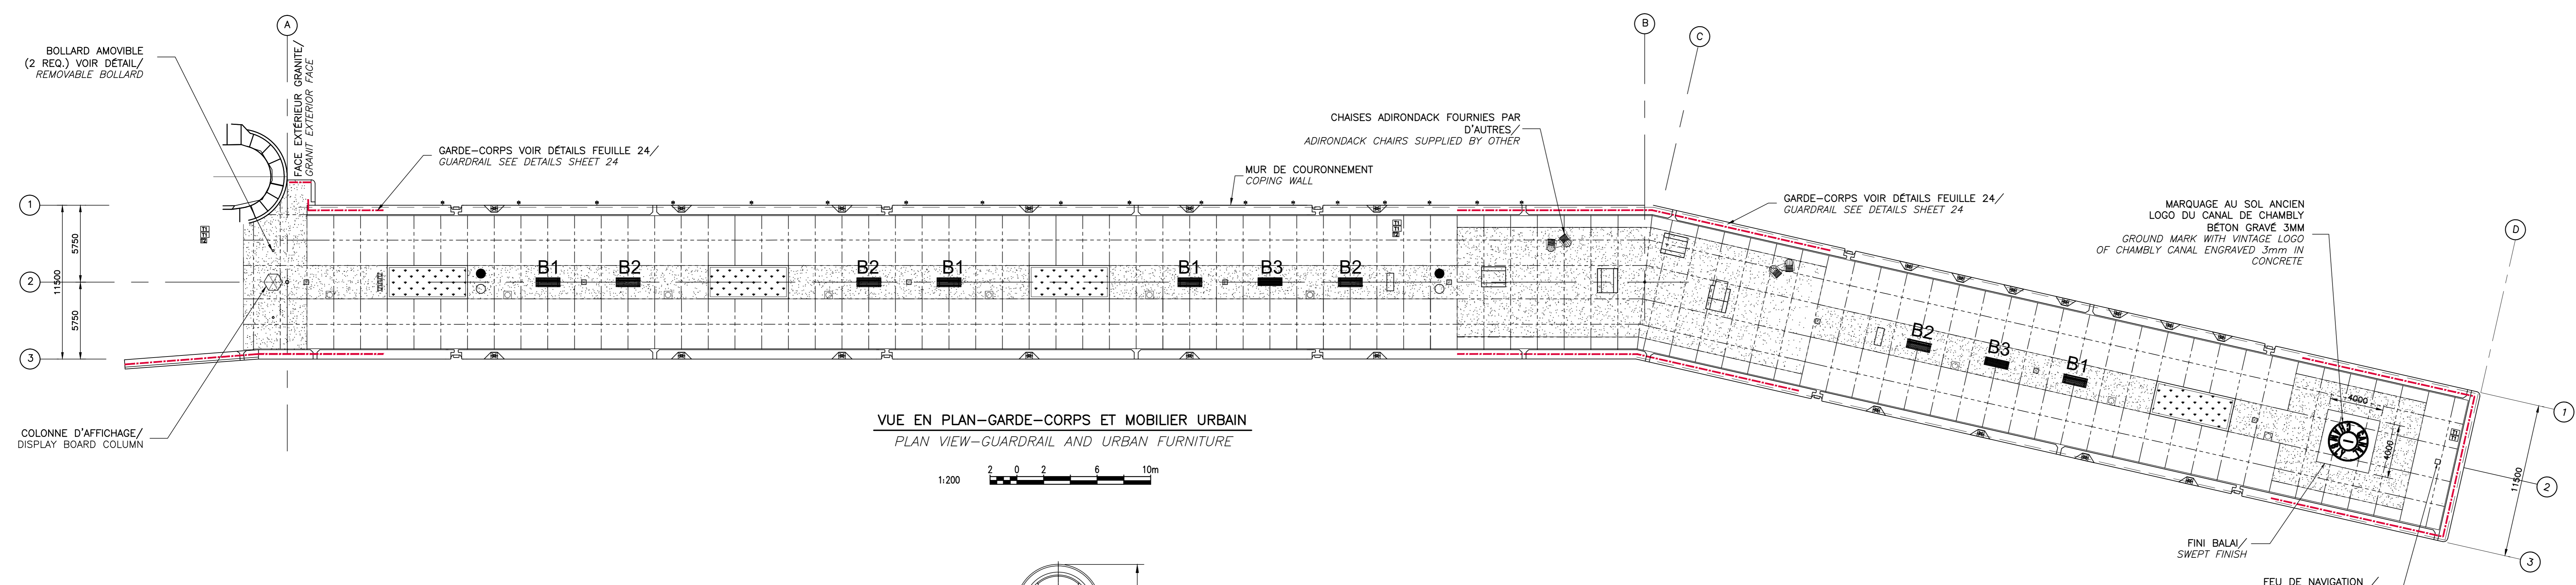 A
B
C
BOLLARD AMOVIBLE
(2 REQ.) VOIR DÉTAIL/
REMOVABLE BOLLARD
FACE EXTÉRIEUR GRANITE/
GRANIT EXTERIOR FACE
GARDE-CORPS VOIR DÉTAILS FEUILLE 24/
GUARDRAIL SEE DETAILS SHEET 24
CHAISES ADIRONDACK FOURNIES PAR
D'AUTRES/
ADIRONDACK CHAIRS SUPPLIED BY OTHER
MUR DE COURONNEMENT
COPING WALL
GARDE-CORPS VOIR DÉTAILS FEUILLE 24/
GUARDRAIL SEE DETAILS SHEET 24
MARQUAGE AU SOL ANCIEN
LOGO DU CANAL DE CHAMBLY
BÉTON GRAVÉ 3MM
GROUND MARK WITH VINTAGE LOGO
OF CHAMBLY CANAL ENGRAVED 3mm IN
CONCRETE
D
1
2
3
5750
11500
5750
B1
B2
B2
B1
B1
B3
B2
B2
B3
B1
4000
4000
CANAL
1
2
3
11500
COLONNE D'AFFICHAGE/
DISPLAY BOARD COLUMN
VUE EN PLAN-GARDE-CORPS ET MOBILIER URBAIN
PLAN VIEW-GUARDRAIL AND URBAN FURNITURE
1:200
2 0 2 6 10m
FINI BALAI/
SWEPT FINISH
FEU DE NAVIGATION /